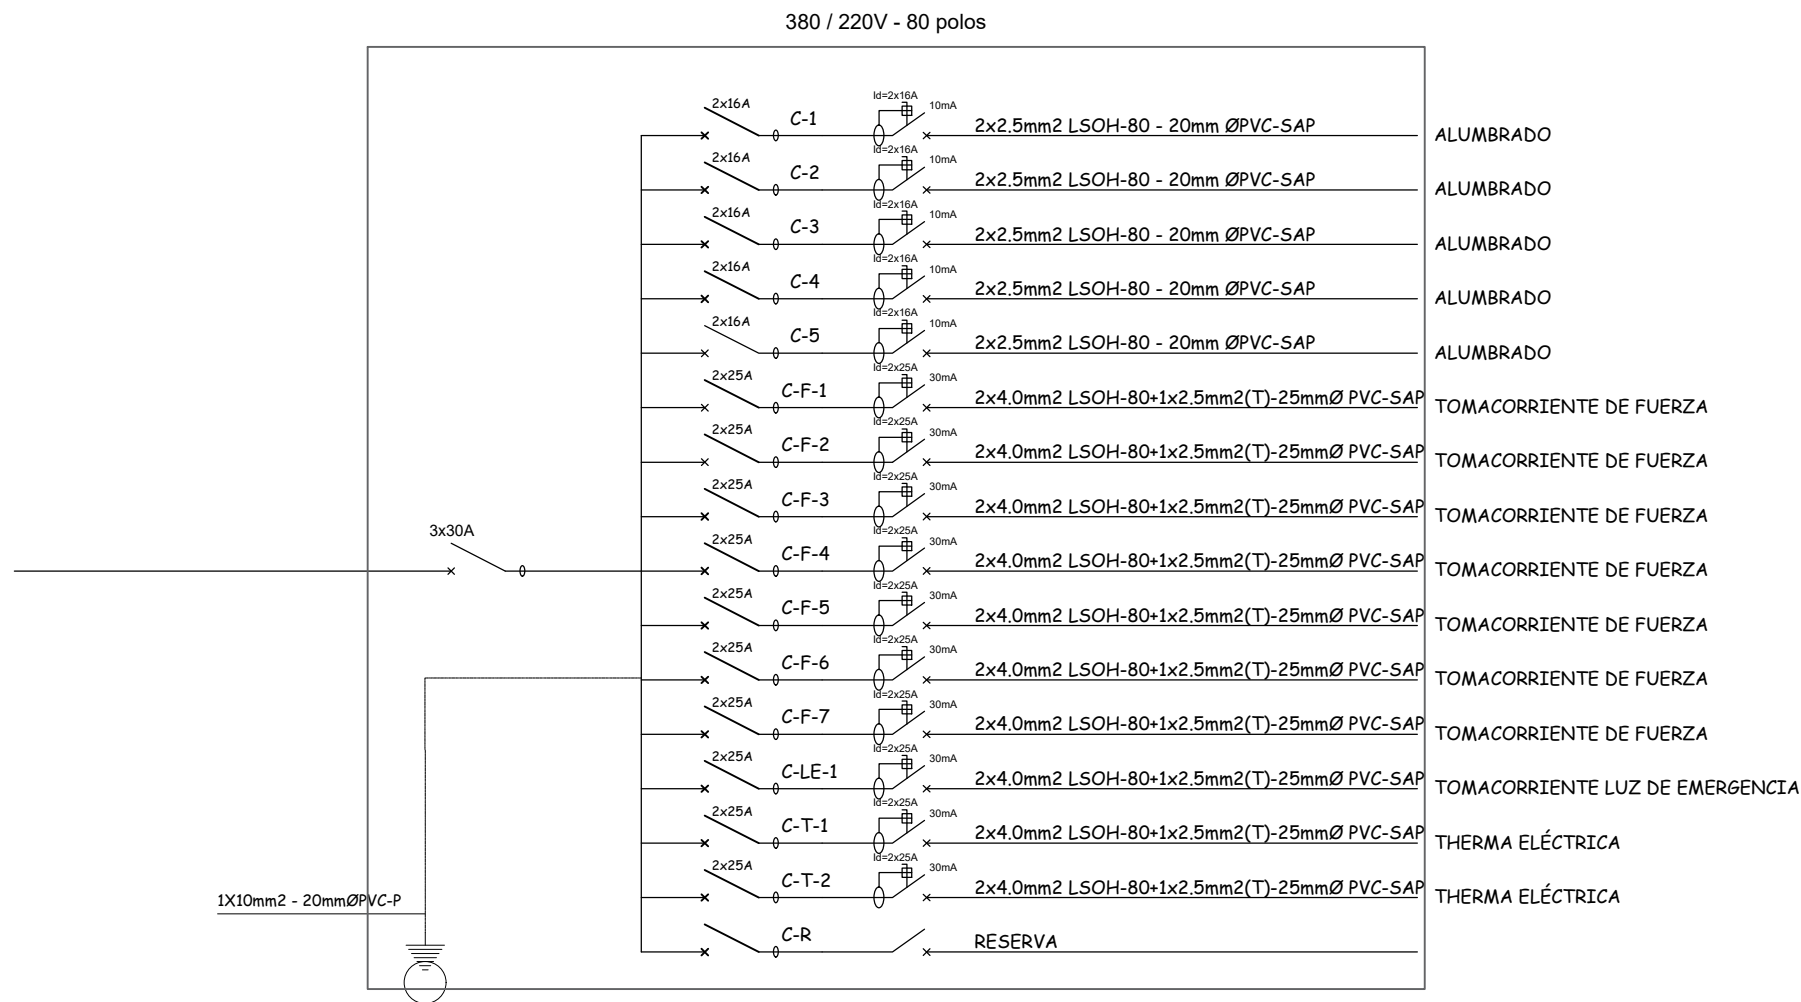 380 / 220V - 80 polos
2x16A C-1 Id=2x16A 10mA 2x2.5mm2 LSOH-80 - 20mm ØPVC-SAP ALUMBRADO
2x16A C-2 Id=2x16A 10mA 2x2.5mm2 LSOH-80 - 20mm ØPVC-SAP ALUMBRADO
2x16A C-3 Id=2x16A 10mA 2x2.5mm2 LSOH-80 - 20mm ØPVC-SAP ALUMBRADO
2x16A C-4 Id=2x16A 10mA 2x2.5mm2 LSOH-80 - 20mm ØPVC-SAP ALUMBRADO
2x16A C-5 Id=2x16A 10mA 2x2.5mm2 LSOH-80 - 20mm ØPVC-SAP ALUMBRADO
2x25A C-F-1 Id=2x25A 30mA 2x4.0mm2 LSOH-80+1x2.5mm2(T)-25mmØ PVC-SAP TOMACORRIENTE DE FUERZA
2x25A C-F-2 Id=2x25A 30mA 2x4.0mm2 LSOH-80+1x2.5mm2(T)-25mmØ PVC-SAP TOMACORRIENTE DE FUERZA
2x25A C-F-3 Id=2x25A 30mA 2x4.0mm2 LSOH-80+1x2.5mm2(T)-25mmØ PVC-SAP TOMACORRIENTE DE FUERZA
3x30A
2x25A C-F-4 Id=2x25A 30mA 2x4.0mm2 LSOH-80+1x2.5mm2(T)-25mmØ PVC-SAP TOMACORRIENTE DE FUERZA
2x25A C-F-5 Id=2x25A 30mA 2x4.0mm2 LSOH-80+1x2.5mm2(T)-25mmØ PVC-SAP TOMACORRIENTE DE FUERZA
2x25A C-F-6 Id=2x25A 30mA 2x4.0mm2 LSOH-80+1x2.5mm2(T)-25mmØ PVC-SAP TOMACORRIENTE DE FUERZA
2x25A C-F-7 Id=2x25A 30mA 2x4.0mm2 LSOH-80+1x2.5mm2(T)-25mmØ PVC-SAP TOMACORRIENTE DE FUERZA
2x25A C-LE-1 Id=2x25A 30mA 2x4.0mm2 LSOH-80+1x2.5mm2(T)-25mmØ PVC-SAP TOMACORRIENTE LUZ DE EMERGENCIA
2x25A C-T-1 Id=2x25A 30mA 2x4.0mm2 LSOH-80+1x2.5mm2(T)-25mmØ PVC-SAP THERMA ELÉCTRICA
2x25A C-T-2 Id=2x25A 30mA 2x4.0mm2 LSOH-80+1x2.5mm2(T)-25mmØ PVC-SAP THERMA ELÉCTRICA
1X10mm2 - 20mmØPVC-P
C-R RESERVA